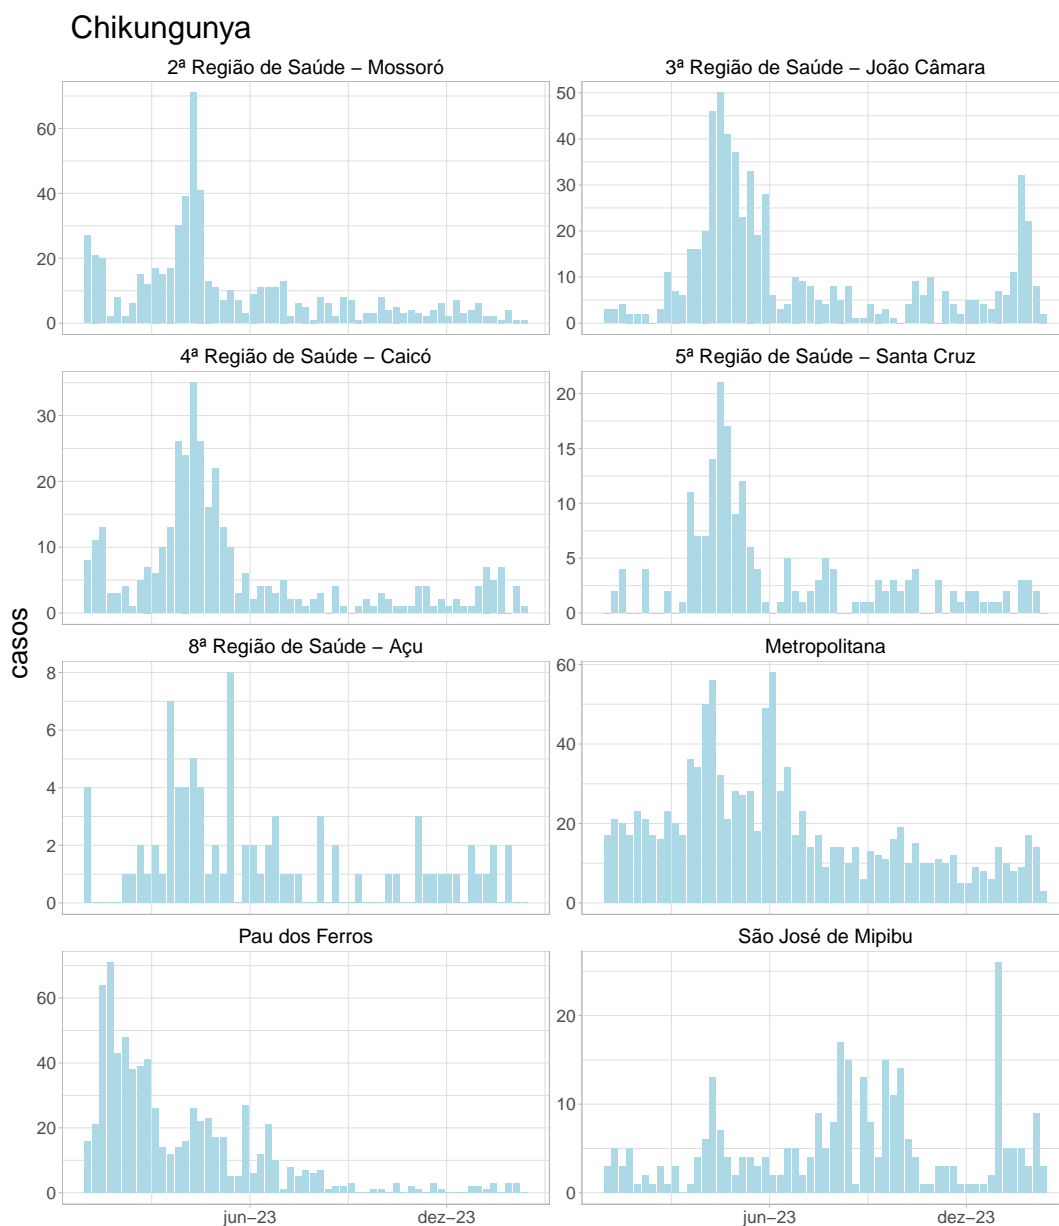 Chikungunya
2ª Região de Saúde – Mossoró
3ª Região de Saúde – João Câmara
60
40
20
0
50
40
30
20
10
0
4ª Região de Saúde – Caicó
5ª Região de Saúde – Santa Cruz
30
20
10
0
20
15
10
5
0
casos
8ª Região de Saúde – Açu
Metropolitana
8
6
4
2
0
60
40
20
0
Pau dos Ferros
São José de Mipibu
60
40
20
0
20
10
0
jun–23
dez–23
jun–23
dez–23